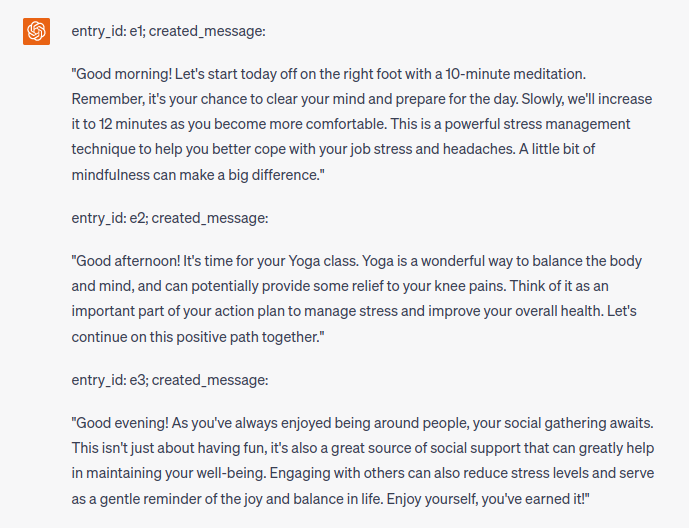 entry_id: e1; created_message:
"Good morning! Let's start today off on the right foot with a 10-minute meditation.
Remember, it's your chance to clear your mind and prepare for the day. Slowly, we'll increase
it to 12 minutes as you become more comfortable. This is a powerful stress management
technique to help you better cope with your job stress and headaches. A little bit of
mindfulness can make a big difference."
entry_id: e2; created_message:
"Good afternoon! It's time for your Yoga class. Yoga is a wonderful way to balance the body
and mind, and can potentially provide some relief to your knee pains. Think of it as an
important part of your action plan to manage stress and improve your overall health. Let's
continue on this positive path together."
entry_id: e3; created_message:
"Good evening! As you've always enjoyed being around people, your social gathering awaits.
This isn't just about having fun, it's also a great source of social support that can greatly help
in maintaining your well-being. Engaging with others can also reduce stress levels and serve
as a gentle reminder of the joy and balance in life. Enjoy yourself, you've earned it!"